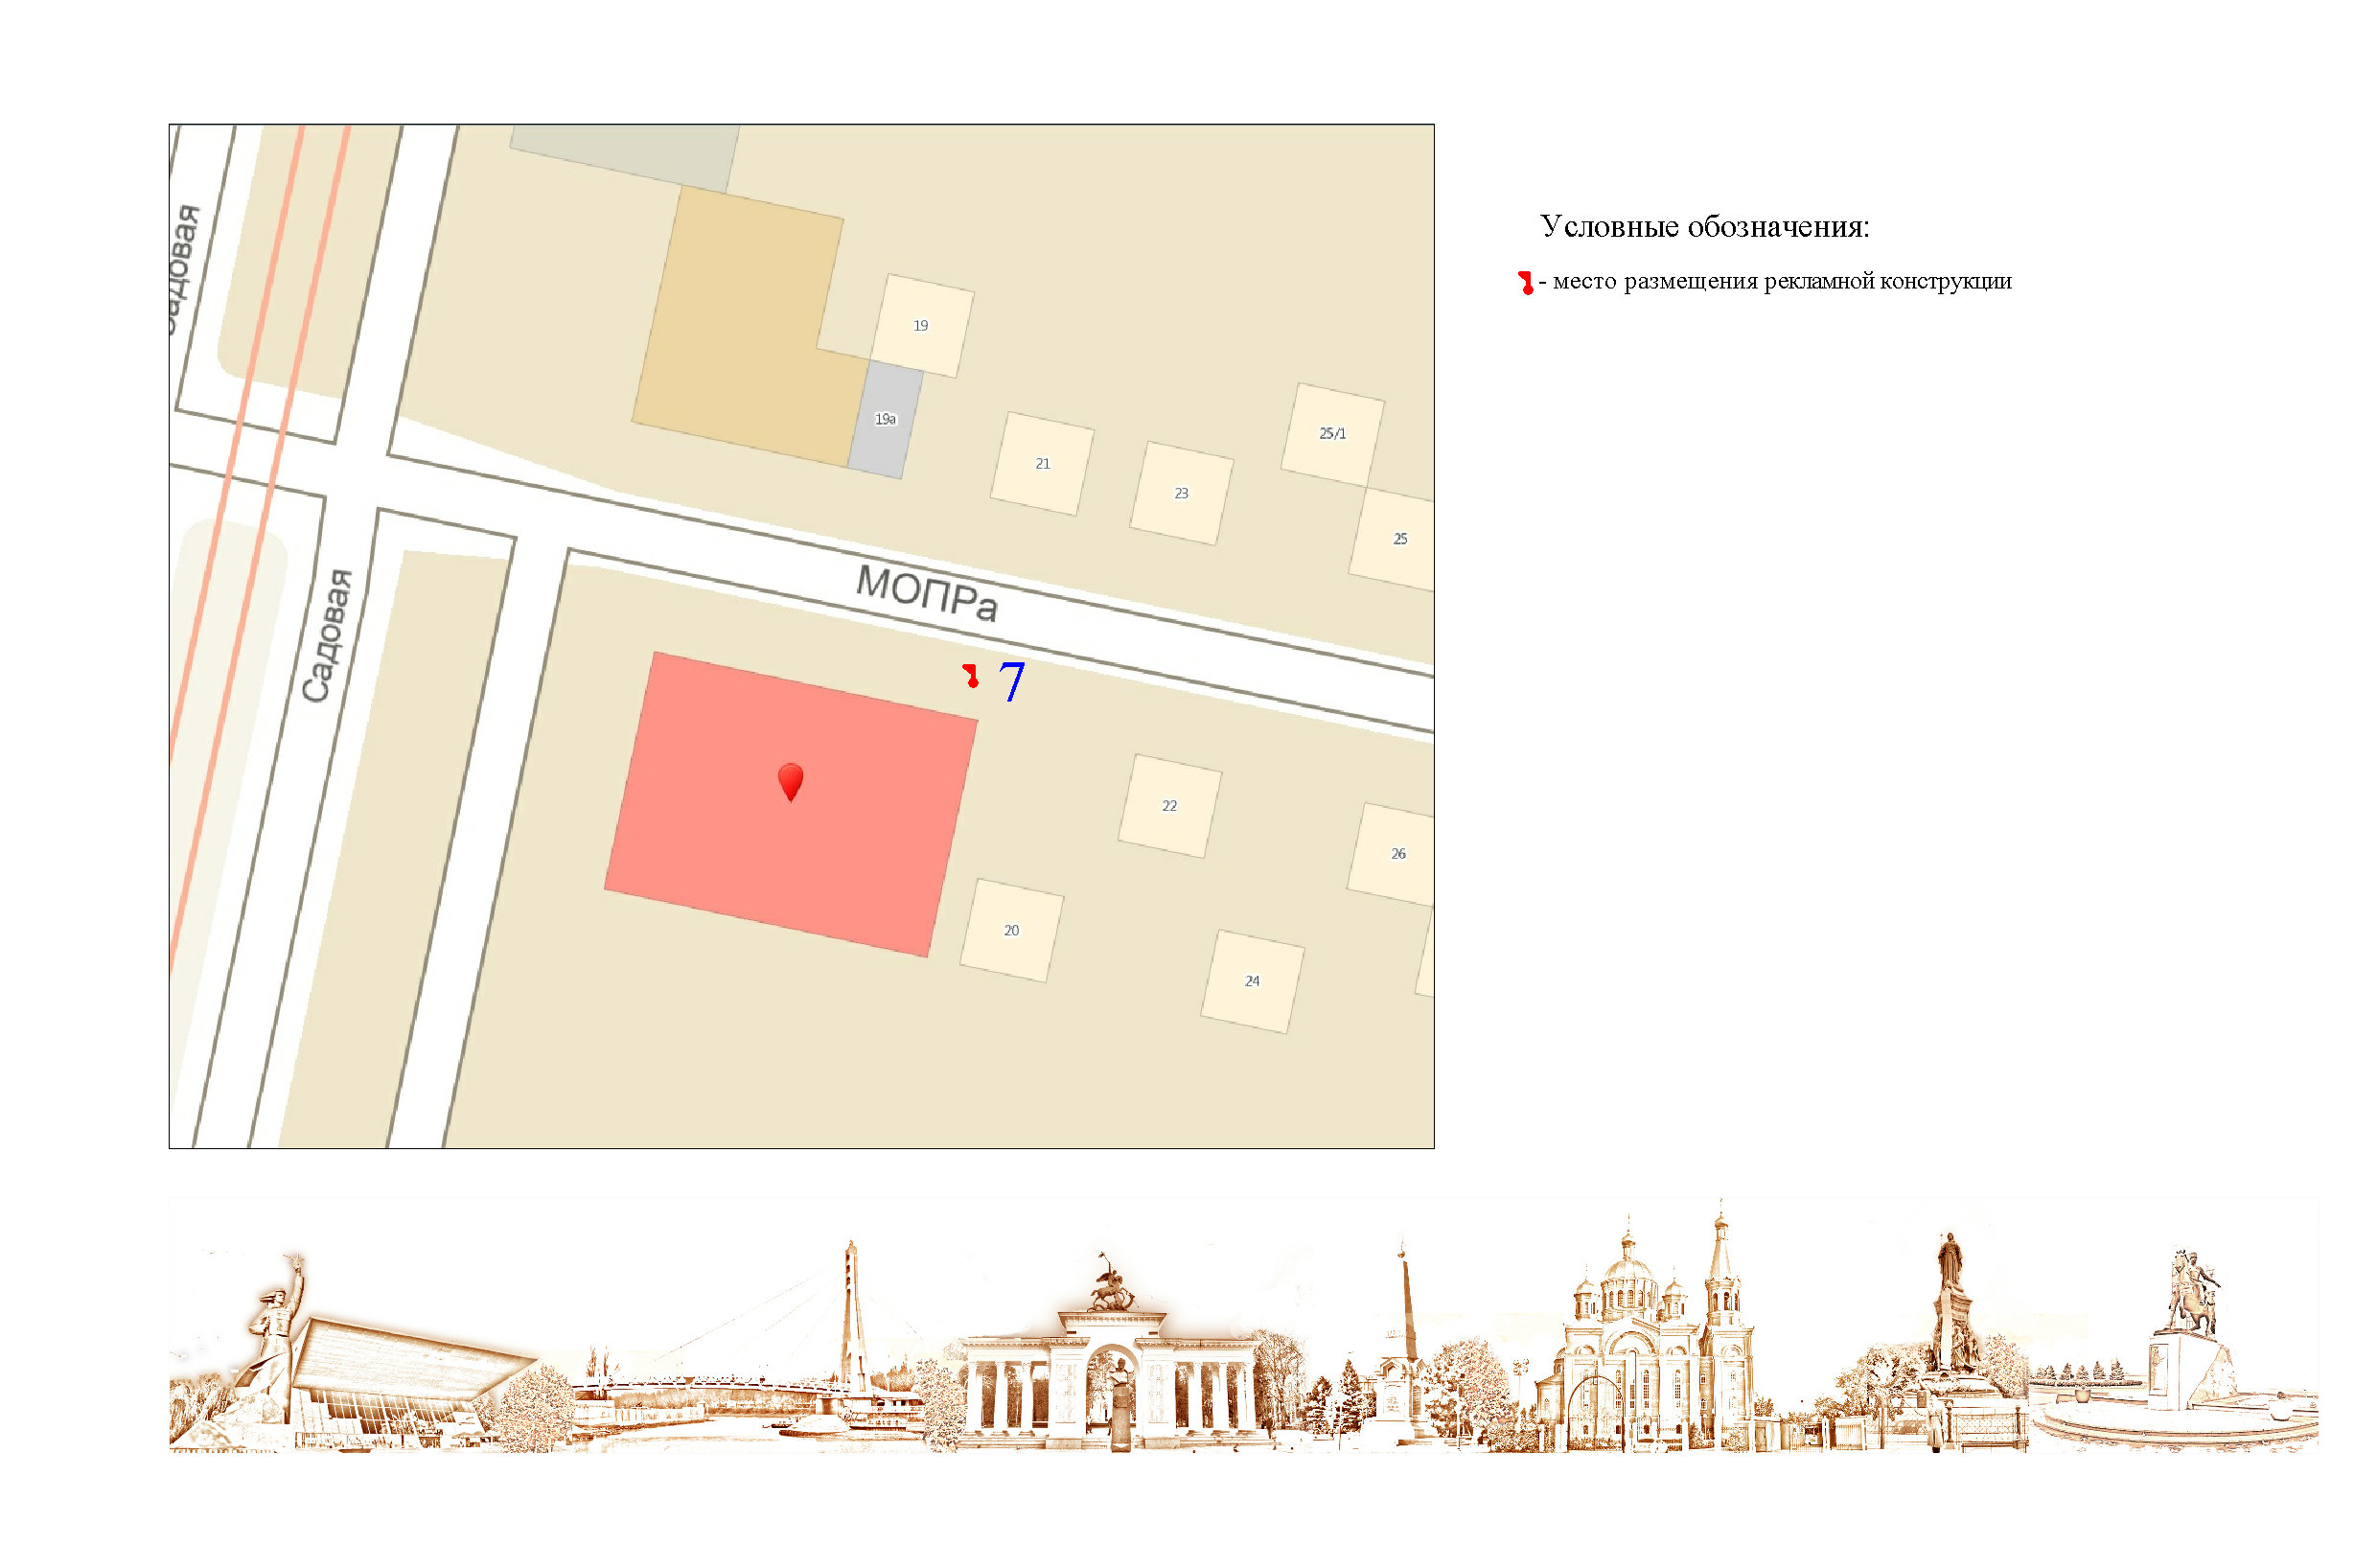 Садовая
Условные обозначения:
- место размещения рекламной конструкции
19
19а
21
23
25/1
25
МОПРа
Садовая
7
22
26
20
24